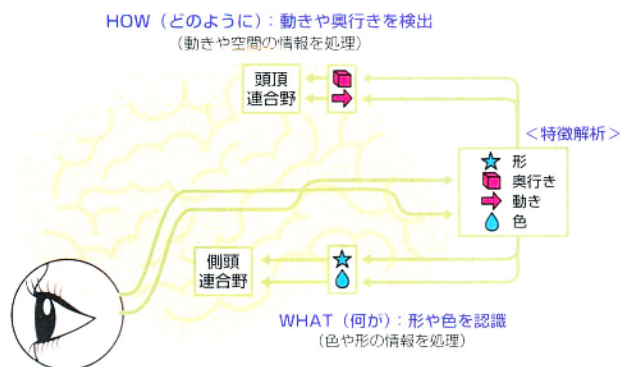 HOW（どのように）：動きや奥行きを検出
（動きや空間の情報を処理）
頭頂
連合野
＜特徴解析＞
形
奥行き
動き
色
側頭
連合野
WHAT（何が）：形や色を認識
（色や形の情報を処理）